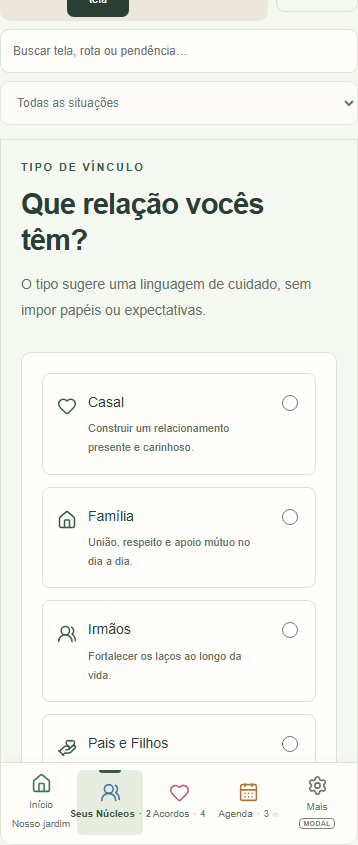 tela
Buscar tela, rota ou pendência...
Todas as situações
TIPO DE VÍNCULO
Que relação vocês
têm?
O tipo sugere uma linguagem de cuidado, sem
impor papéis ou expectativas.
Casal
Construir um relacionamento
presente e carinhoso.
Família
União, respeito e apoio mútuo no
dia a dia.
Irmãos
Fortalecer os laços ao longo da
vida.
Pais e Filhos
Início
Nosso jardim
Seus Núcleos · 2
Acordos · 4
Agenda · 3
Mais
MODAL